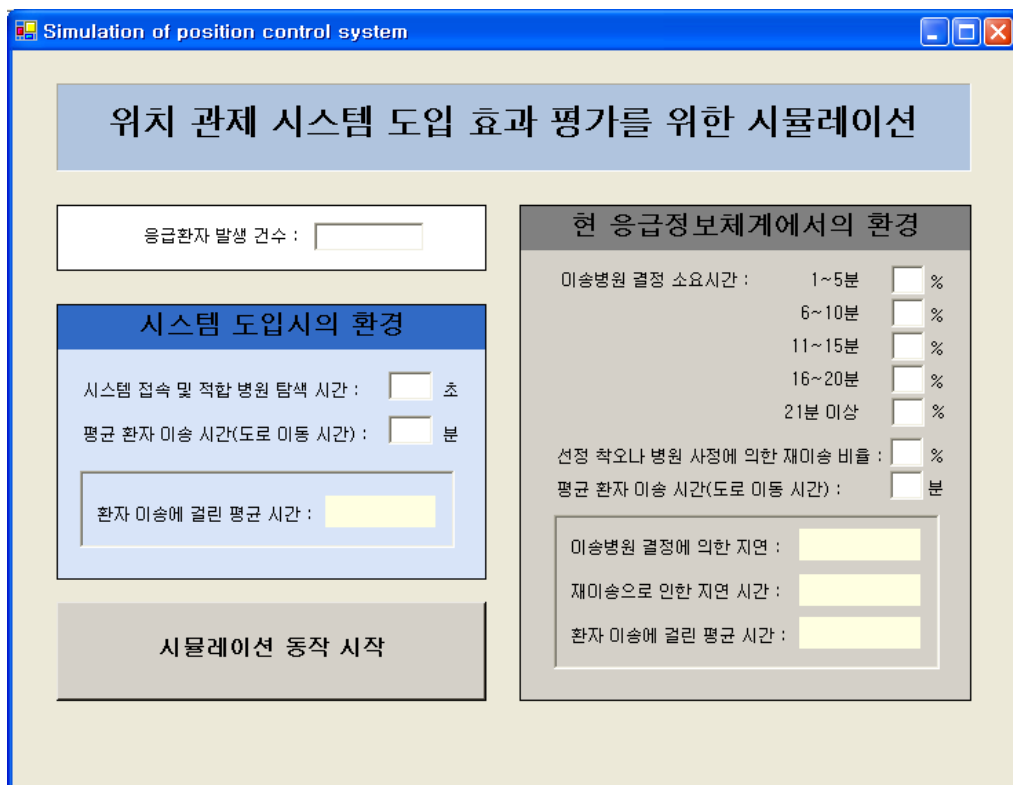 Simulation of position control system
위치 관제 시스템 도입 효과 평가를 위한 시뮬레이션
응급환자 발생 건수 :
시스템 도입시의 환경
시스템 접속 및 적합 병원 탐색 시간 : 초
평균 환자 이송 시간(도로 이동 시간) : 분
환자 이송에 걸린 평균 시간 :
시뮬레이션 동작 시작
현 응급정보체계에서의 환경
이송병원 결정 소요시간 : 1~5분 %
6~10분 %
11~15분 %
16~20분 %
21분 이상 %
선정 착오나 병원 사정에 의한 재이송 비율 : %
평균 환자 이송 시간(도로 이동 시간) : 분
이송병원 결정에 의한 지연 :
재이송으로 인한 지연 시간 :
환자 이송에 걸린 평균 시간 :